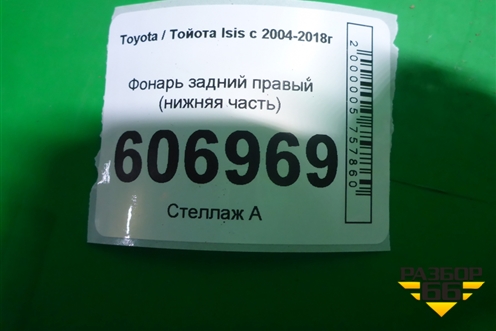 Toyota / Тойота Isis с 2004-2018г
Фонарь задний правый
(нижняя часть)
606969
Стеллаж А
2000005757860
РАЗБОР
66